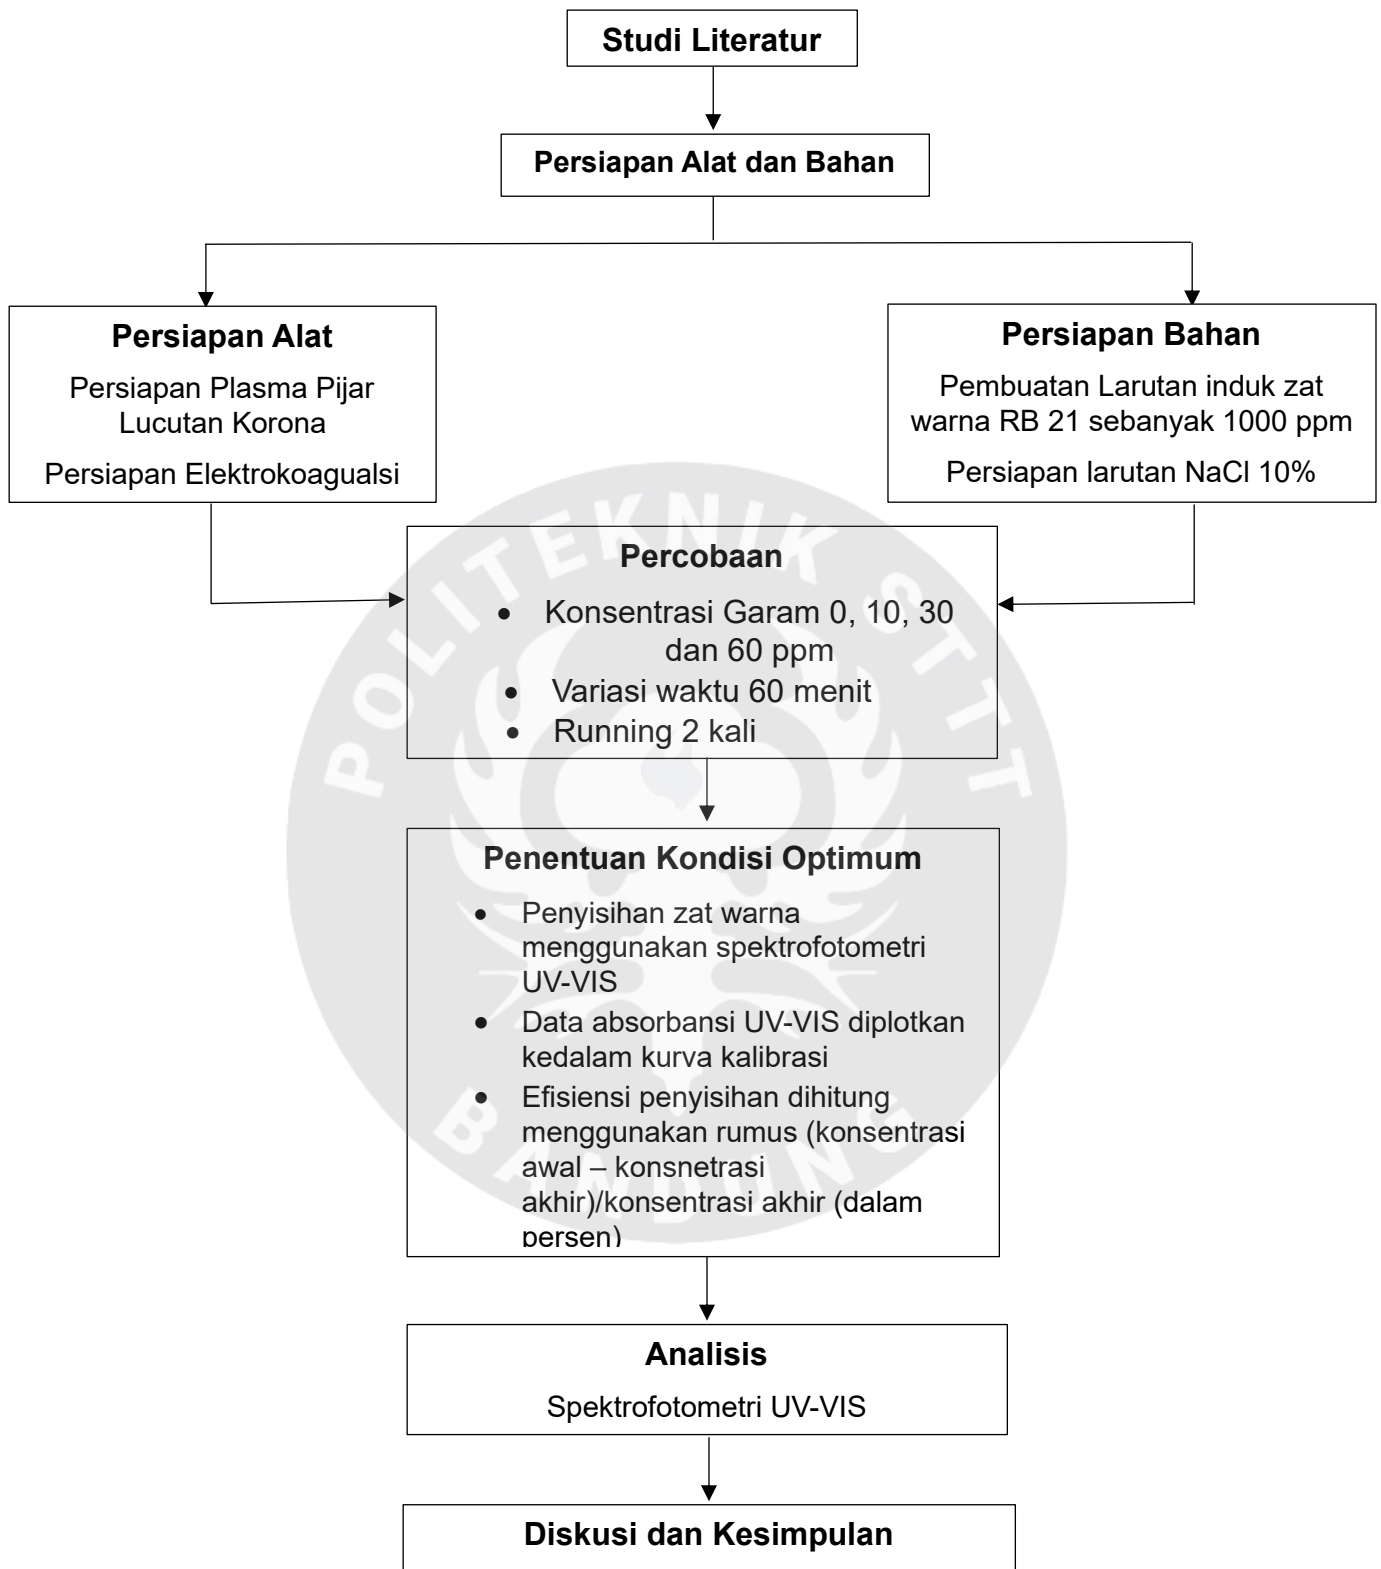 Studi Literatur
Persiapan Alat dan Bahan
Persiapan Alat
Persiapan Plasma Pijar
Lucutan Korona
Persiapan Elektrokoagualsi
Persiapan Bahan
Pembuatan Larutan induk zat
warna RB 21 sebanyak 1000 ppm
Persiapan larutan NaCl 10%
Percobaan
• Konsentrasi Garam 0, 10, 30
dan 60 ppm
• Variasi waktu 60 menit
• Running 2 kali
Penentuan Kondisi Optimum
• Penyisihan zat warna
menggunakan spektrofotometri
UV-VIS
• Data absorbansi UV-VIS diplotkan
kedalam kurva kalibrasi
• Efisiensi penyisihan dihitung
menggunakan rumus (konsentrasi
awal – konsnetrasi
akhir)/konsentrasi akhir (dalam
persen)
Analisis
Spektrofotometri UV-VIS
Diskusi dan Kesimpulan
POLITEKNIK STTT
BANDUNG